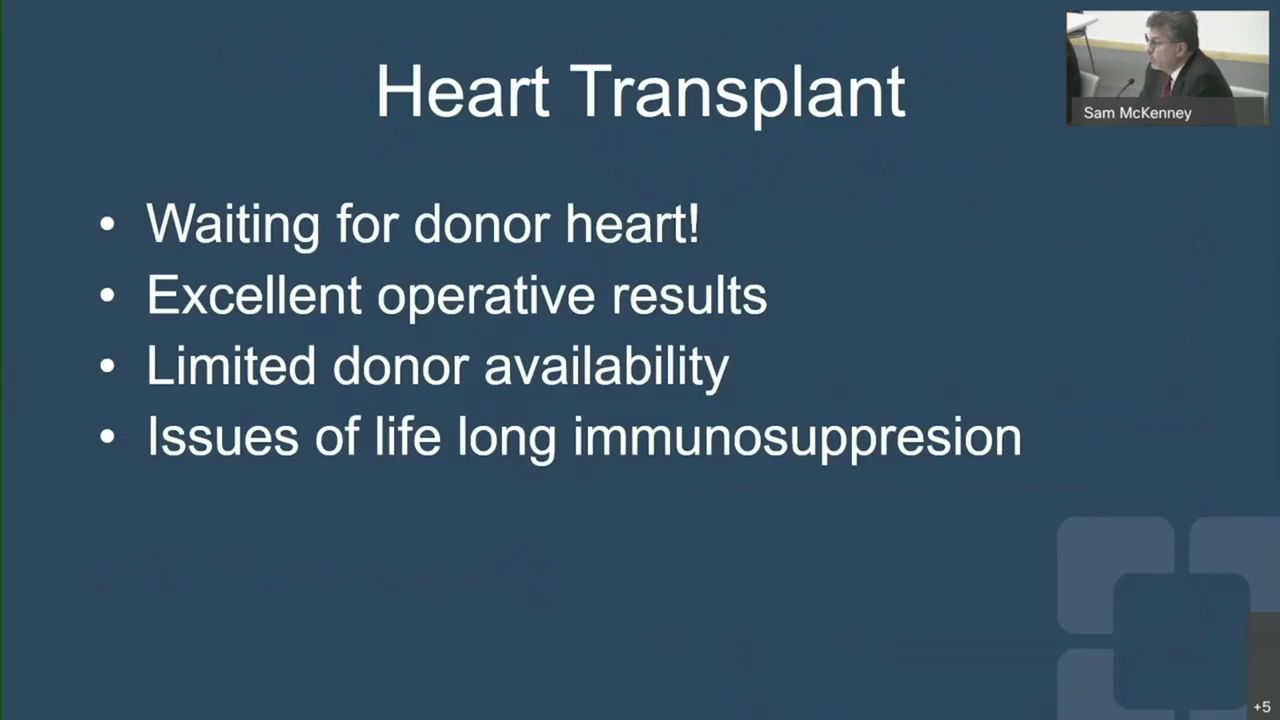 Heart Transplant
Sam McKenney
• Waiting for donor heart!
• Excellent operative results
• Limited donor availability
• Issues of life long immunosuppresion
+5